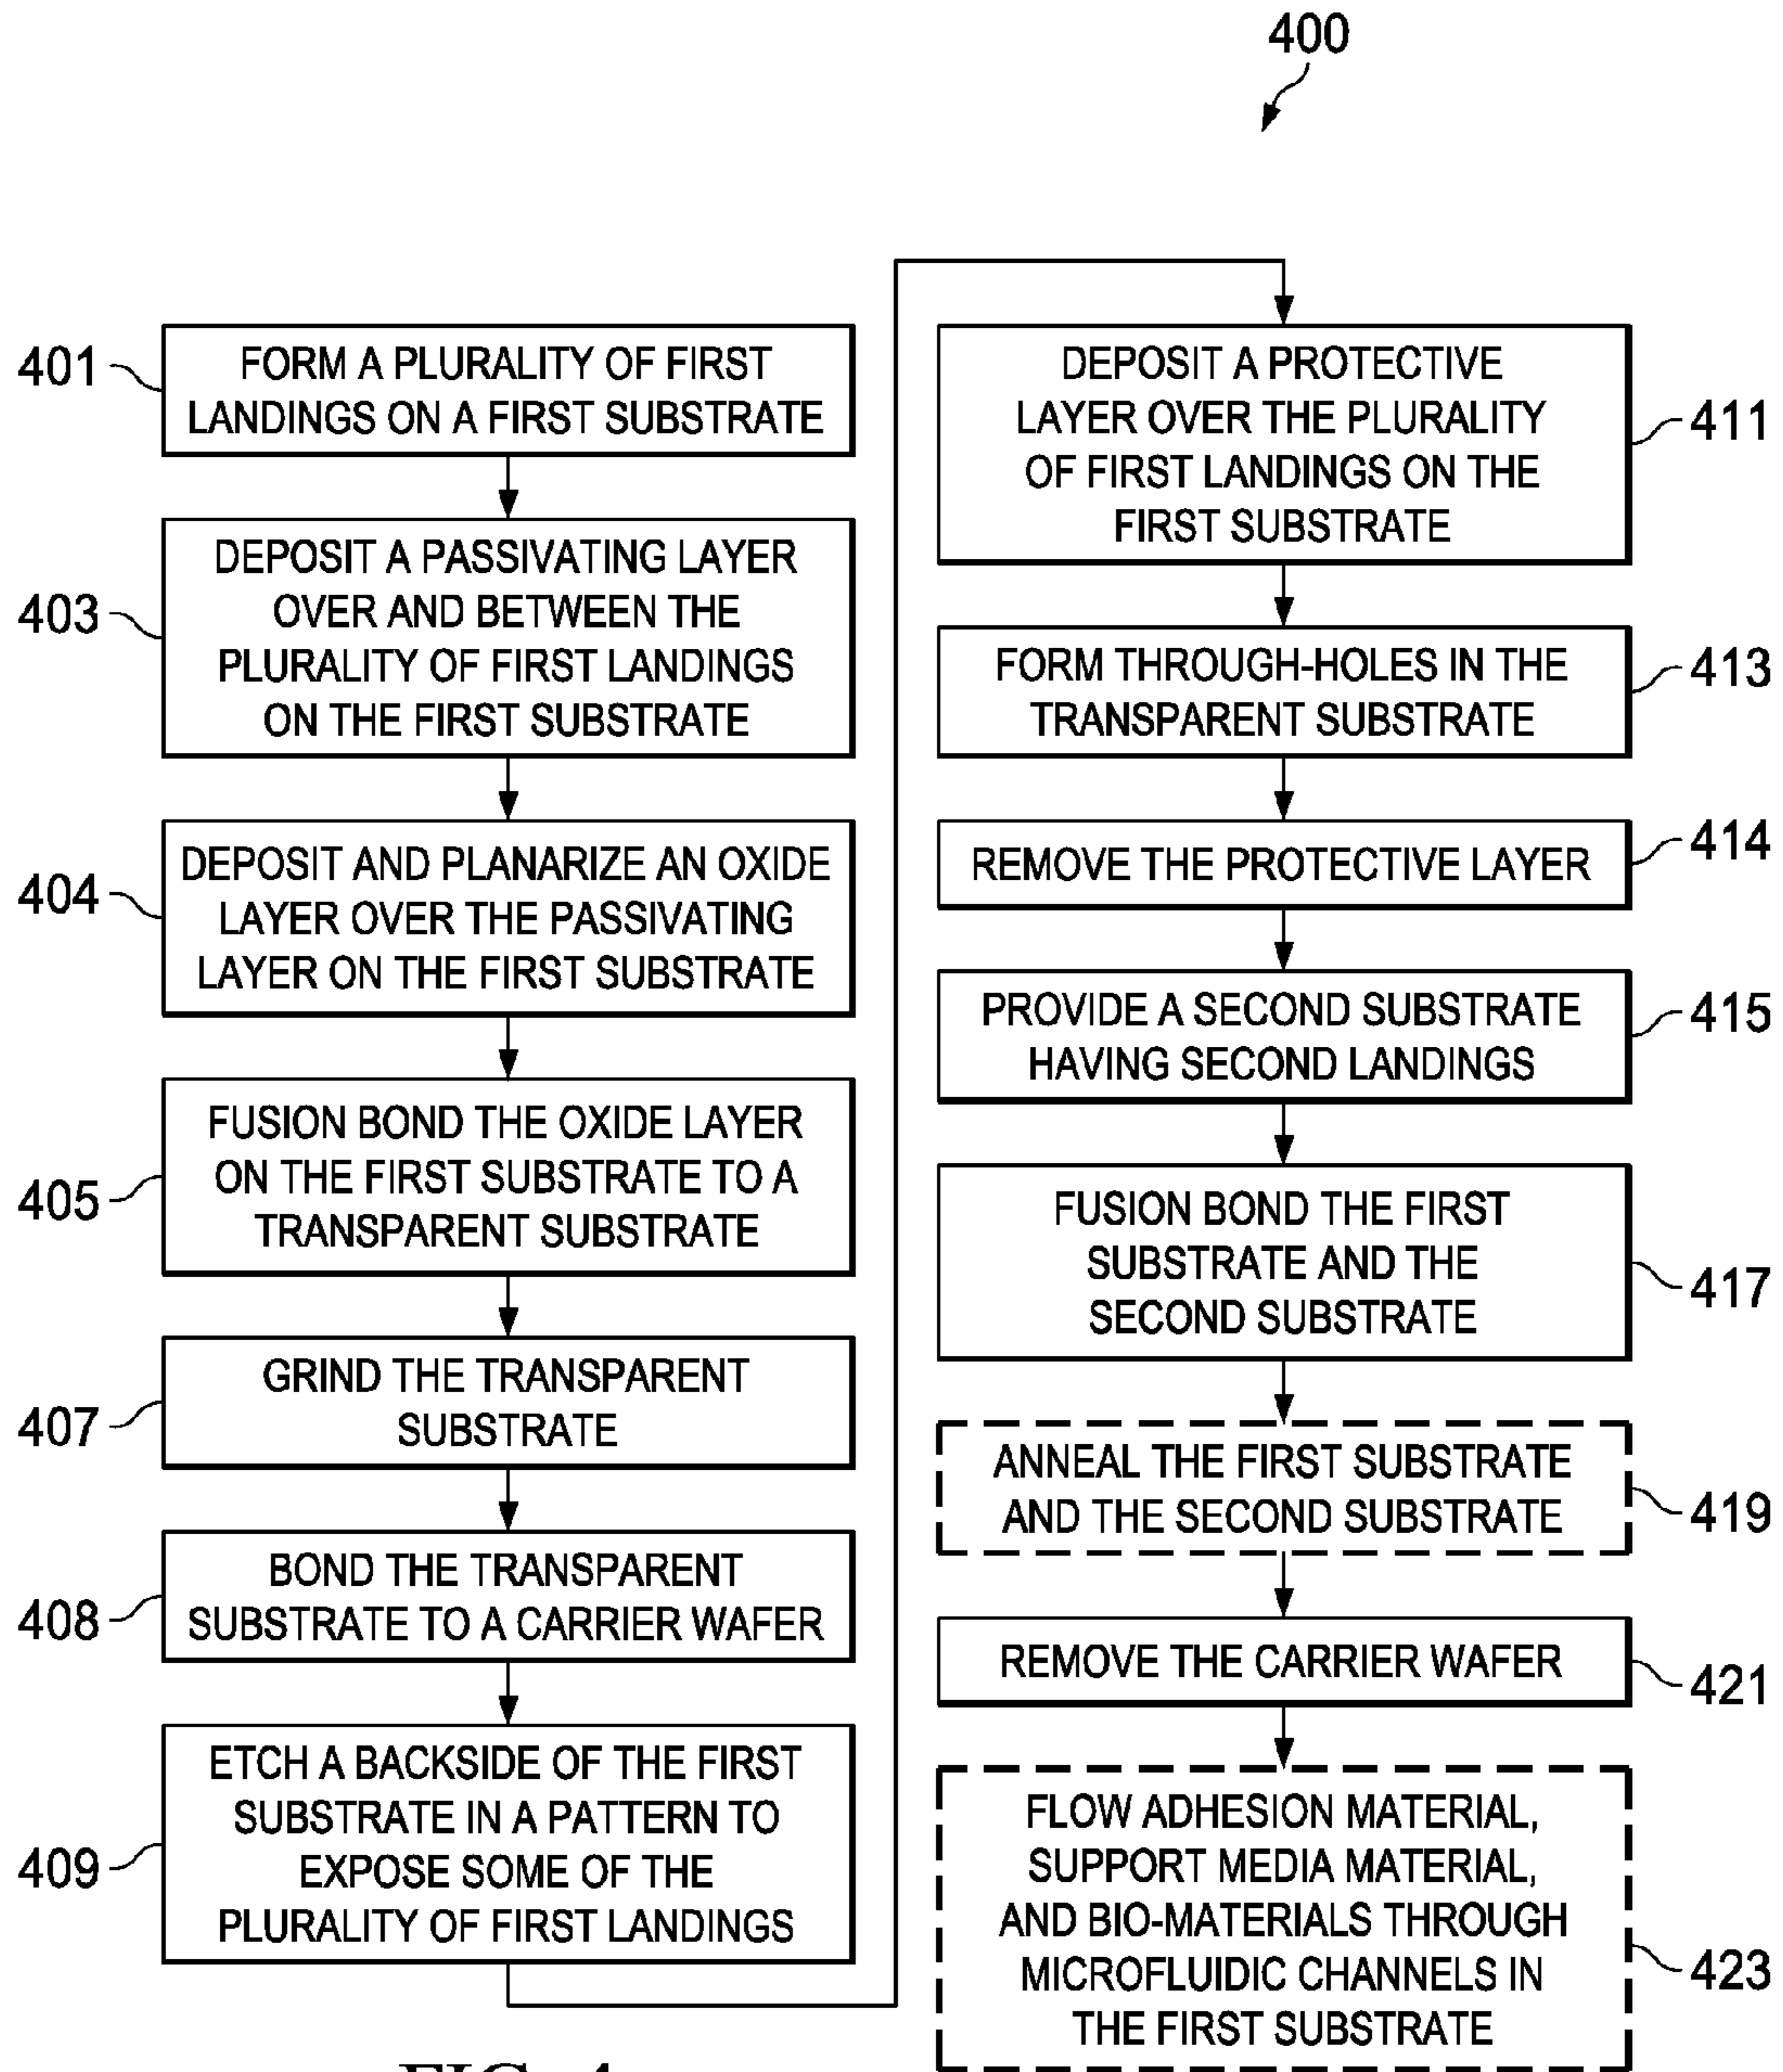 400
401
FORM A PLURALITY OF FIRST
LANDINGS ON A FIRST SUBSTRATE
403
DEPOSIT A PASSIVATING LAYER
OVER AND BETWEEN THE
PLURALITY OF FIRST LANDINGS
ON THE FIRST SUBSTRATE
404
DEPOSIT AND PLANARIZE AN OXIDE
LAYER OVER THE PASSIVATING
LAYER ON THE FIRST SUBSTRATE
405
FUSION BOND THE OXIDE LAYER
ON THE FIRST SUBSTRATE TO A
TRANSPARENT SUBSTRATE
407
GRIND THE TRANSPARENT
SUBSTRATE
408
BOND THE TRANSPARENT
SUBSTRATE TO A CARRIER WAFER
409
ETCH A BACKSIDE OF THE FIRST
SUBSTRATE IN A PATTERN TO
EXPOSE SOME OF THE
PLURALITY OF FIRST LANDINGS
DEPOSIT A PROTECTIVE
LAYER OVER THE PLURALITY
OF FIRST LANDINGS ON THE
FIRST SUBSTRATE
411
FORM THROUGH-HOLES IN THE
TRANSPARENT SUBSTRATE
413
REMOVE THE PROTECTIVE LAYER
414
PROVIDE A SECOND SUBSTRATE
HAVING SECOND LANDINGS
415
FUSION BOND THE FIRST
SUBSTRATE AND THE
SECOND SUBSTRATE
417
ANNEAL THE FIRST SUBSTRATE
AND THE SECOND SUBSTRATE
419
REMOVE THE CARRIER WAFER
421
FLOW ADHESION MATERIAL,
SUPPORT MEDIA MATERIAL,
AND BIO-MATERIALS THROUGH
MICROFLUIDIC CHANNELS IN
THE FIRST SUBSTRATE
423